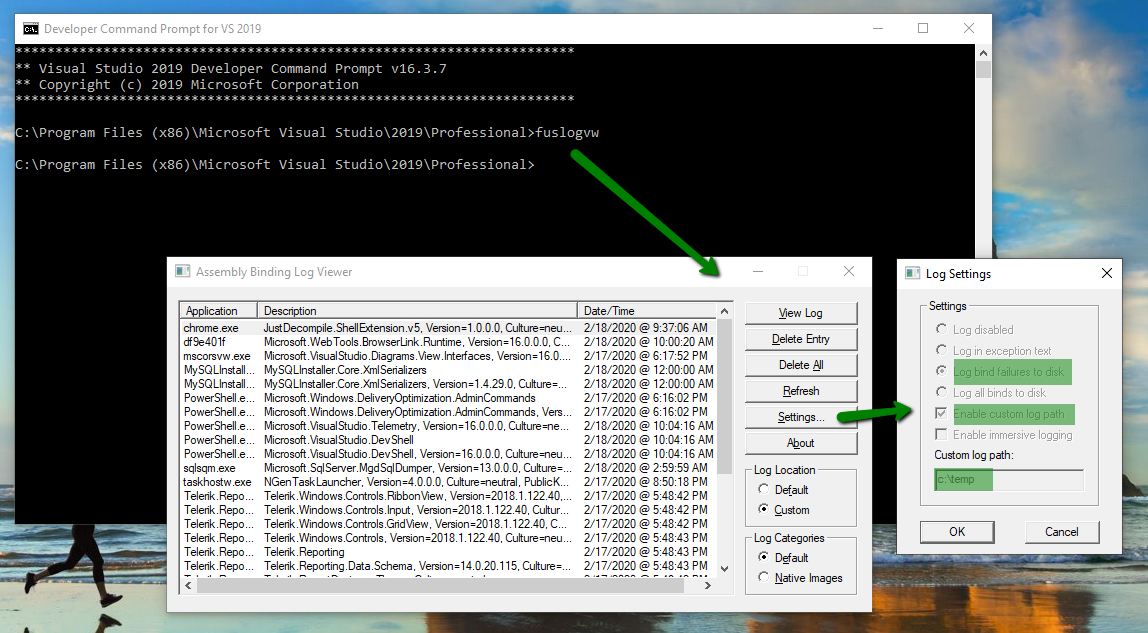 Developer Command Prompt for VS 2019
**********************************************************************
** Visual Studio 2019 Developer Command Prompt v16.3.7
** Copyright (c) 2019 Microsoft Corporation
**********************************************************************
C:\Program Files (x86)\Microsoft Visual Studio\2019\Professional>fuslogvw
C:\Program Files (x86)\Microsoft Visual Studio\2019\Professional>
Assembly Binding Log Viewer
Application Description Date/Time
chrome.exe JustDecompile.ShellExtension.v5, Version=1.0.0.0, Culture=neu... 2/18/2020 @ 9:37:06 AM
df9e401f Microsoft.WebTools.BrowserLink.Runtime, Version=16.0.0.0, C... 2/18/2020 @ 10:00:20 AM
mscorsvw.exe Microsoft.VisualStudio.Diagrams.View.Interfaces, Version=16.0.... 2/17/2020 @ 6:17:52 PM
MySQLInstall... MySQLInstaller.Core.XmlSerializers 2/18/2020 @ 12:00:00 AM
MySQLInstall... MySQLInstaller.Core.XmlSerializers, Version=1.4.29.0, Culture=... 2/18/2020 @ 12:00:00 AM
PowerShell.e... Microsoft.Windows.DeliveryOptimization.AdminCommands 2/17/2020 @ 6:16:02 PM
PowerShell.e... Microsoft.Windows.DeliveryOptimization.AdminCommands, Vers... 2/17/2020 @ 6:16:02 PM
PowerShell.e... Microsoft.VisualStudio.Telemetry, Version=16.0.0.0, Culture=ne... 2/18/2020 @ 10:04:16 AM
PowerShell.e... Microsoft.VisualStudio.DevShell 2/18/2020 @ 10:04:16 AM
PowerShell.e... Microsoft.VisualStudio.DevShell, Version=16.0.0.0, Culture=neu... 2/18/2020 @ 10:04:16 AM
sqlsqm.exe Microsoft.SqlServer.MgdSqlDumper, Version=13.0.0.0, Culture=... 2/18/2020 @ 2:59:59 AM
taskhostw.exe NGenTaskLauncher, Version=4.0.0.0, Culture=neutral, PublicK... 2/17/2020 @ 8:50:18 PM
Telerik.Repo... Telerik.Windows.Controls.RibbonView, Version=2018.1.122.40,... 2/17/2020 @ 5:48:42 PM
Telerik.Repo... Telerik.Windows.Controls.Input, Version=2018.1.122.40, Cultur... 2/17/2020 @ 5:48:42 PM
Telerik.Repo... Telerik.Windows.Controls.GridView, Version=2018.1.122.40, C... 2/17/2020 @ 5:48:42 PM
Telerik.Repo... Telerik.Windows.Controls, Version=2018.1.122.40, Culture=neu... 2/17/2020 @ 5:48:43 PM
Telerik.Repo... Telerik.Reporting 2/17/2020 @ 5:48:43 PM
Telerik.Repo... Telerik.Report.Data.Schema, Version=14.0.20.115, Culture=... 2/17/2020 @ 5:48:43 PM
View Log
Delete Entry
Delete All
Refresh
Settings...
About
Log Location
Default
Custom
Log Categories
Default
Native Images
Log Settings
Settings
Log disabled
Log in exception text
Log bind failures to disk
Log all binds to disk
Enable custom log path
Enable immersive logging
Custom log path:
c:\temp
OK Cancel